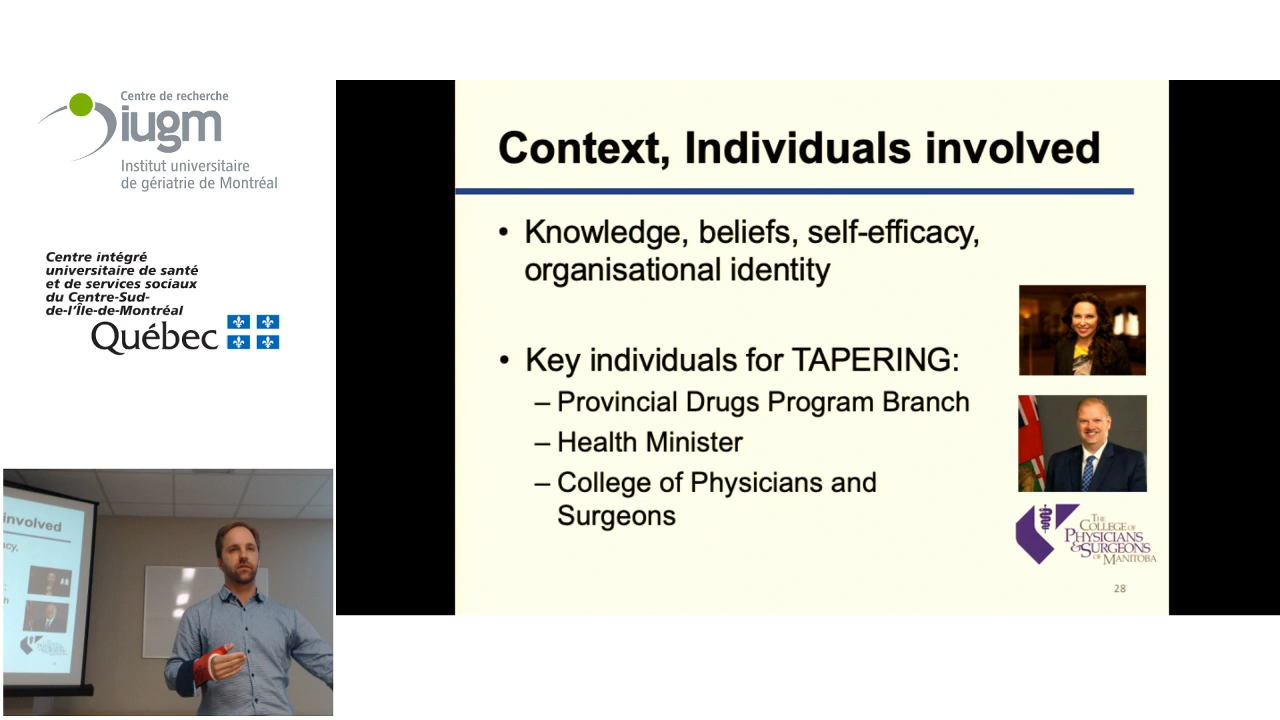 Centre de recherche
iugm
Institut universitaire
de gériatrie de Montréal
Centre intégré
universitaire de santé
et de services sociaux
du Centre-Sud-
de-l'Île-de-Montréal
Québec
Context, Individuals involved
• Knowledge, beliefs, self-efficacy,
organisational identity
• Key individuals for TAPERING:
– Provincial Drugs Program Branch
– Health Minister
– College of Physicians and
Surgeons
THE
COLLEGE OF
PHYSICIANS
&SURGEONS
OF MANITOBA
28
involved
acy,